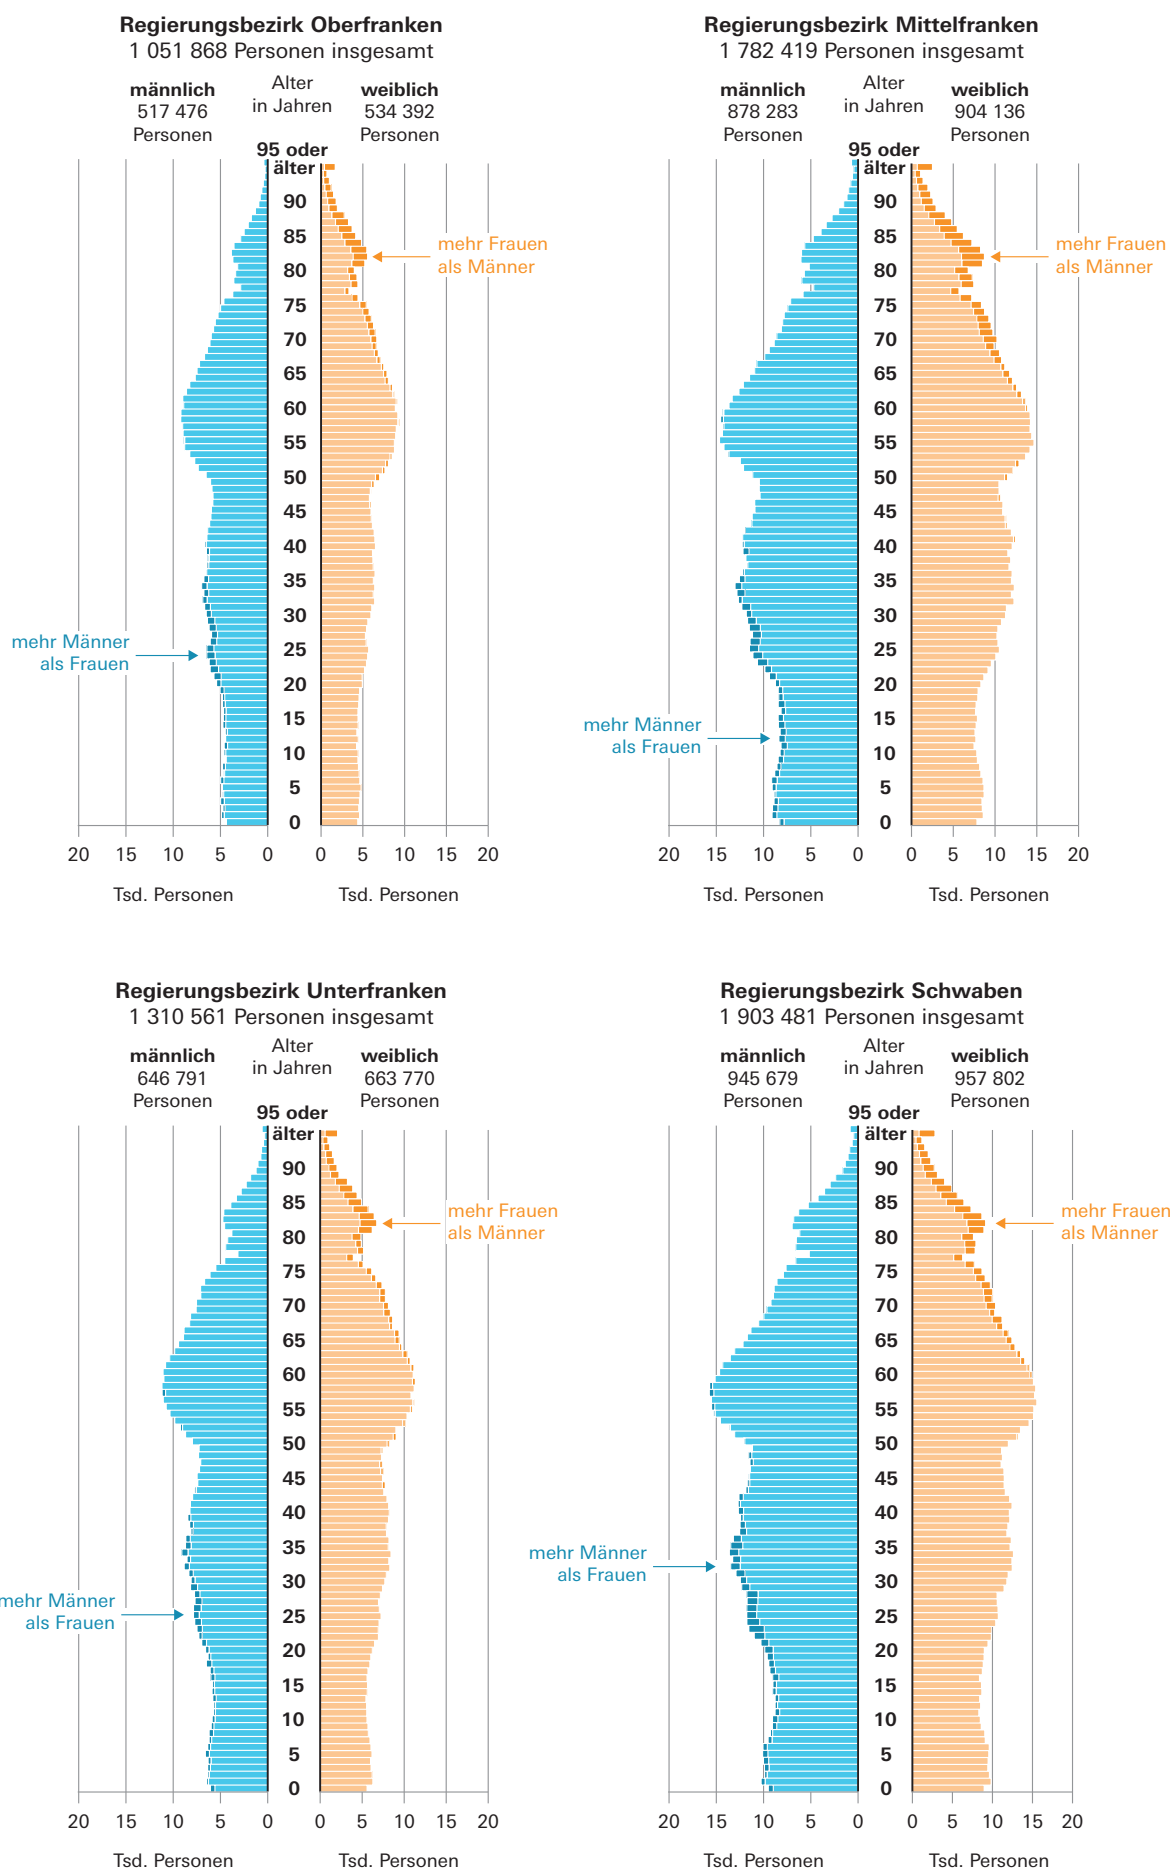 Regierungsbezirk Oberfranken
1 051 868 Personen insgesamt
männlich
517 476
Personen
Alter
in Jahren
weiblich
534 392
Personen
95 oder
älter
90
85
80
75
70
65
60
55
50
45
40
35
30
25
20
15
10
5
0
mehr Frauen
als Männer
mehr Männer
als Frauen
20 15 10 5 0 0 5 10 15 20
Tsd. Personen Tsd. Personen
Regierungsbezirk Mittelfranken
1 782 419 Personen insgesamt
männlich
878 283
Personen
Alter
in Jahren
weiblich
904 136
Personen
95 oder
älter
90
85
80
75
70
65
60
55
50
45
40
35
30
25
20
15
10
5
0
mehr Frauen
als Männer
mehr Männer
als Frauen
20 15 10 5 0 0 5 10 15 20
Tsd. Personen Tsd. Personen
Regierungsbezirk Unterfranken
1 310 561 Personen insgesamt
männlich
646 791
Personen
Alter
in Jahren
weiblich
663 770
Personen
95 oder
älter
90
85
80
75
70
65
60
55
50
45
40
35
30
25
20
15
10
5
0
mehr Frauen
als Männer
mehr Männer
als Frauen
20 15 10 5 0 0 5 10 15 20
Tsd. Personen Tsd. Personen
Regierungsbezirk Schwaben
1 903 481 Personen insgesamt
männlich
945 679
Personen
Alter
in Jahren
weiblich
957 802
Personen
95 oder
älter
90
85
80
75
70
65
60
55
50
45
40
35
30
25
20
15
10
5
0
mehr Frauen
als Männer
mehr Männer
als Frauen
20 15 10 5 0 0 5 10 15 20
Tsd. Personen Tsd. Personen